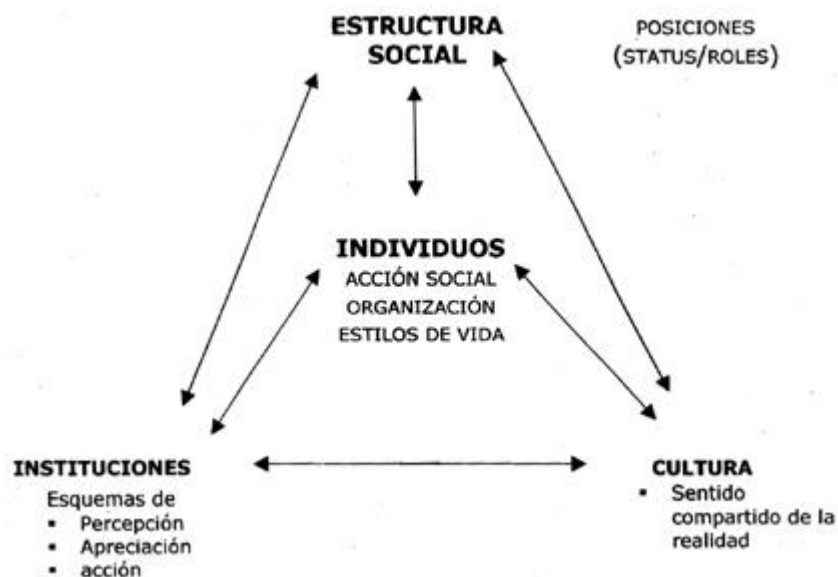 ESTRUCTURA
SOCIAL
POSICIONES
(STATUS/ROLES)
INDIVIDUOS
ACCIÓN SOCIAL
ORGANIZACIÓN
ESTILOS DE VIDA
INSTITUCIONES
Esquemas de
▪ Percepción
▪ Apreciación
▪ acción
CULTURA
▪ Sentido
compartido de la
realidad